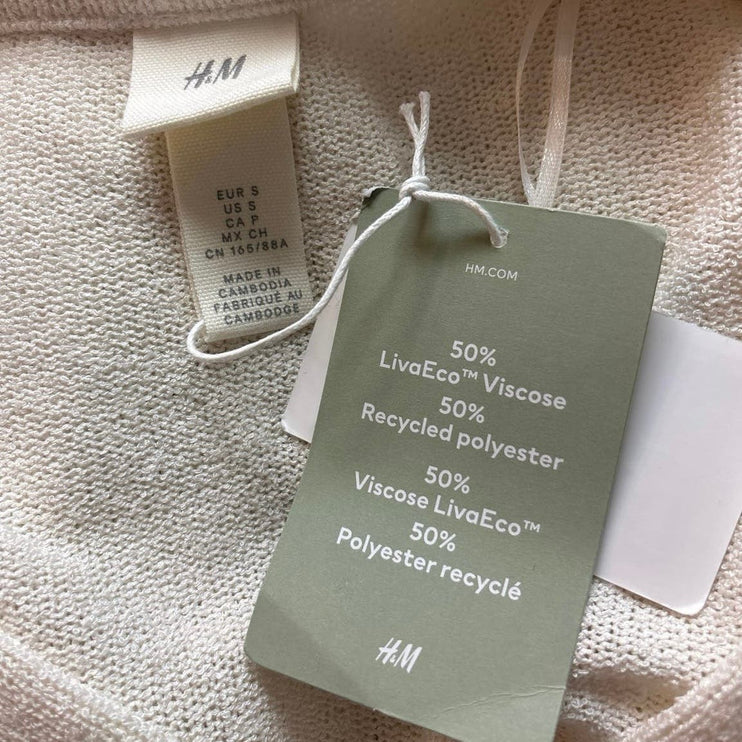 H&M
EUR S
US S
CA P
MX CH
CN 165/88A
MADE IN
CAMBODIA
FABRIQUÉ AU
CAMBODGE
HM.COM
50%
LivaEco™ Viscose
50%
Recycled polyester
50%
Viscose LivaEco™
50%
Polyester recyclé
H&M